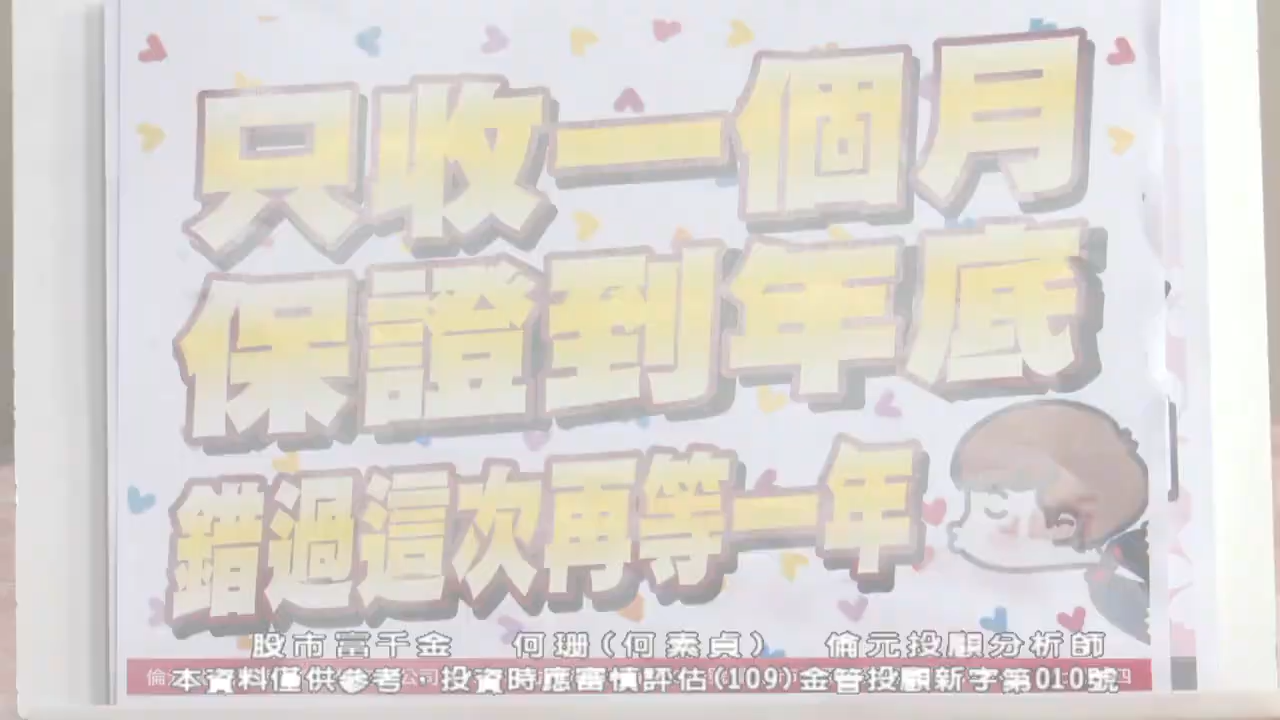 只收一個月
保證到年底
錯過這次再等一年
股市富千金 何珊(何素貞) 倫元投顧分析師
本資料僅供參考，投資時應審慎評估(109)金管投顧新字第010號